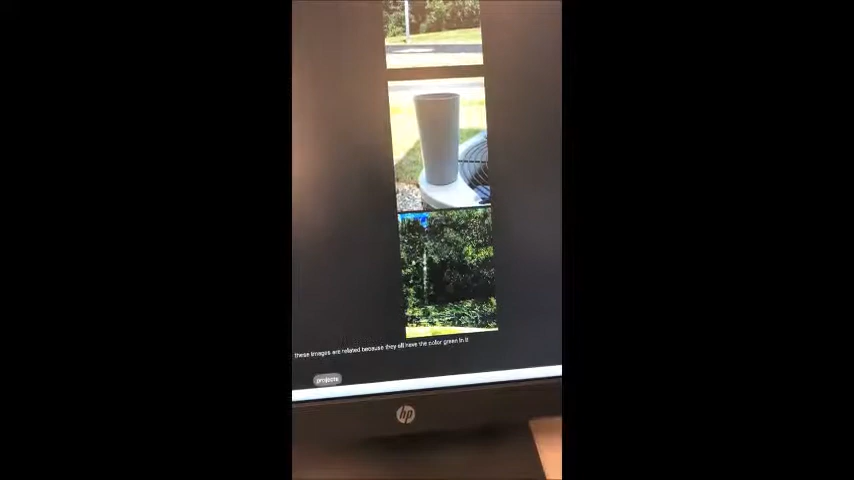 these images are related because they all have the color green in it
projects
hp